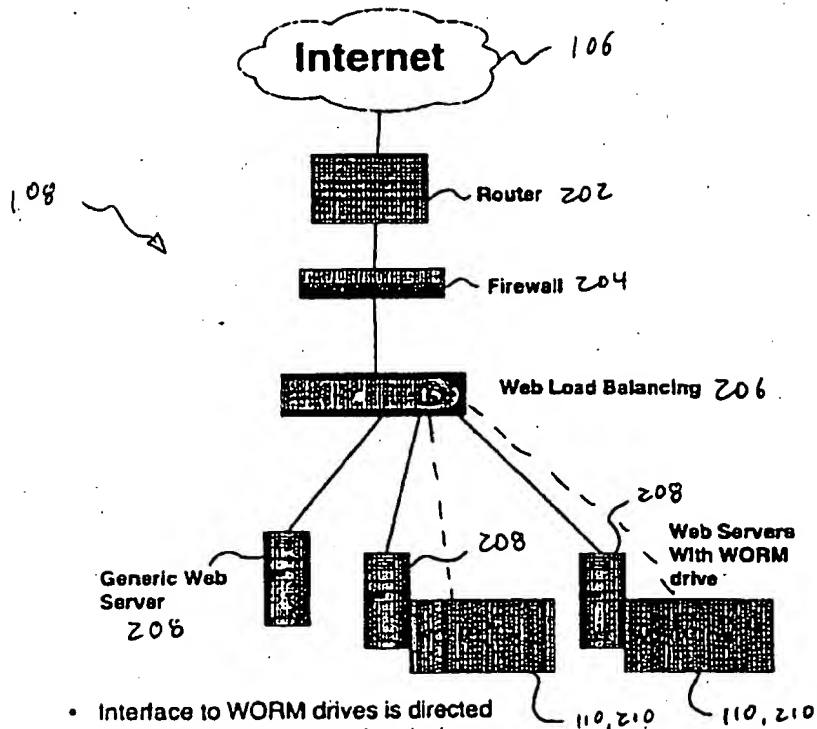 Internet
106
108
Router 202
Firewall 204
Web Load Balancing 206
208
208
Web Servers
With WORM
drive
Generic Web
Server
208
• Interface to WORM drives is directed
110, 210
110, 210